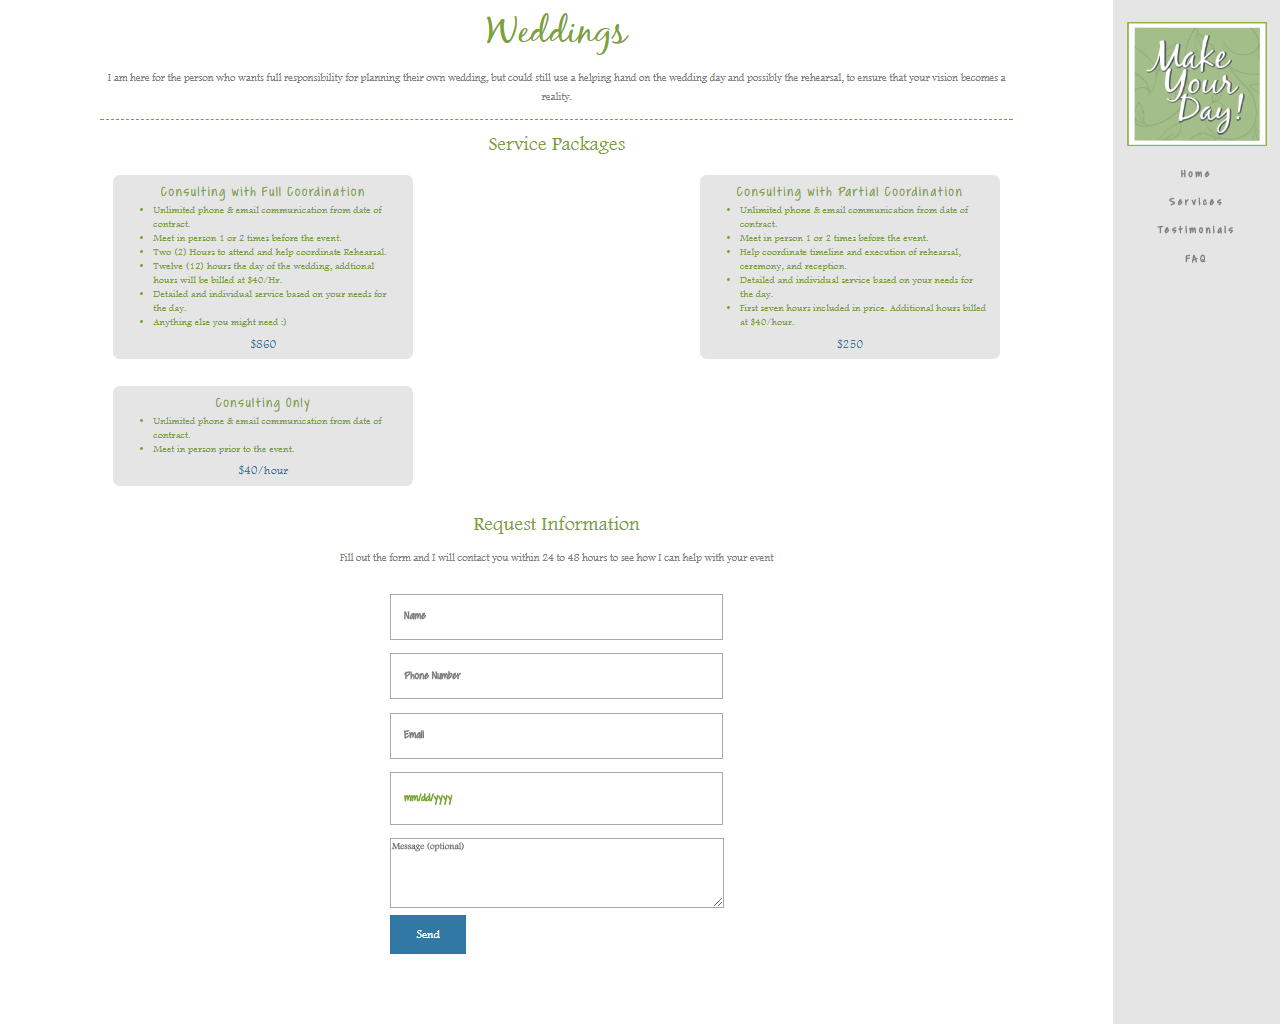 Weddings
I am here for the person who wants full responsibility for planning their own wedding, but could still use a helping hand on the wedding day and possibly the rehearsal, to ensure that your vision becomes a
reality.
Service Packages
Consulting with Full Coordination
Unlimited phone & email communication from date of
contract.
Meet in person 1 or 2 times before the event.
Two (2) Hours to attend and help coordinate Rehearsal.
Twelve (12) hours the day of the wedding, addtional
hours will be billed at $40/Hr.
Detailed and individual service based on your needs for
the day.
Anything else you might need :)
$860
Consulting with Partial Coordination
Unlimited phone & email communication from date of
contract.
Meet in person 1 or 2 times before the event.
Help coordinate timeline and execution of rehearsal,
ceremony, and reception.
Detailed and individual service based on your needs for
the day.
First seven hours included in price. Additional hours billed
at $40/hour.
$250
Consulting Only
Unlimited phone & email communication from date of
contract.
Meet in person prior to the event.
$40/hour
Request Information
Fill out the form and I will contact you within 24 to 48 hours to see how I can help with your event
Name
Phone Number
Email
mm/dd/yyyy
Message (optional)
Send
Make
Your
Day!
Home
Services
Testimonials
FAQ